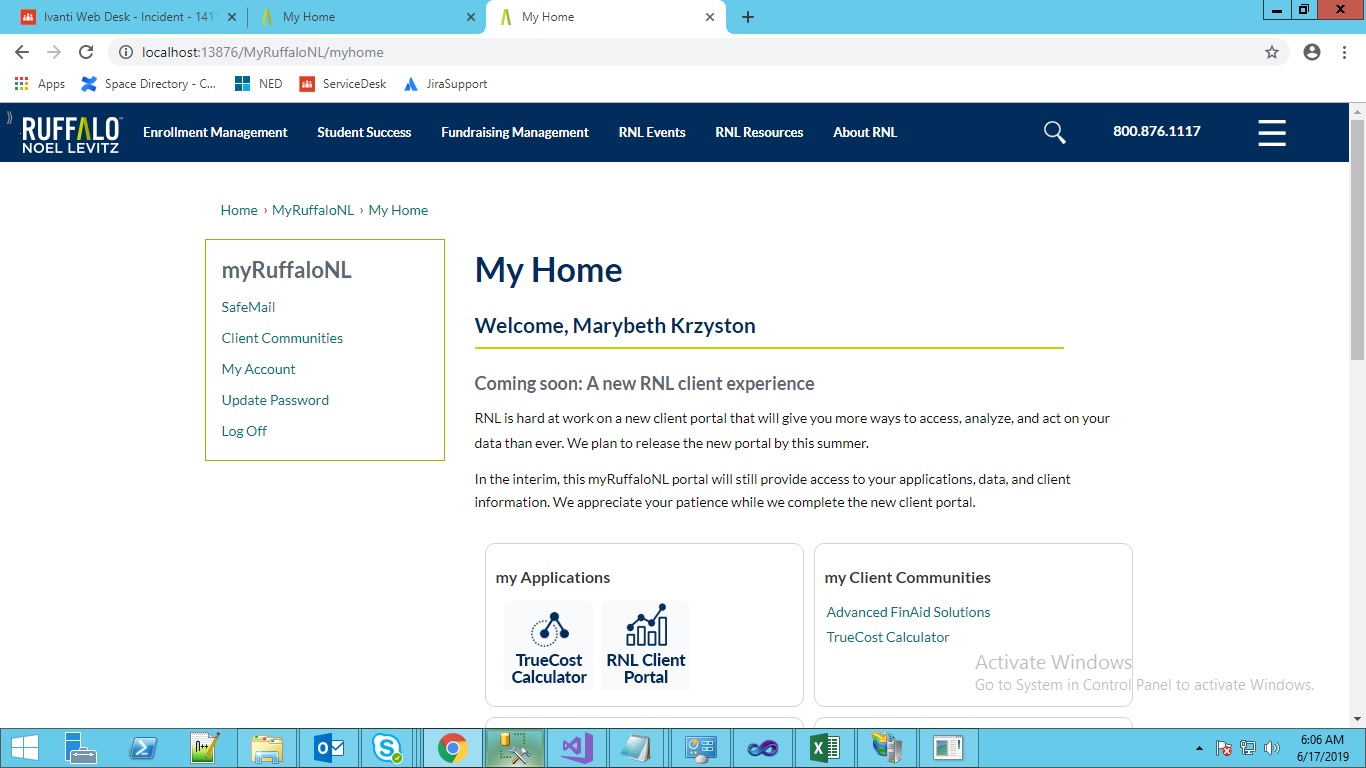 Ivanti Web Desk - Incident - 141
My Home
My Home
localhost:13876/MyRuffaloNL/myhome
Apps
Space Directory - C...
NED
ServiceDesk
JiraSupport
RUFFALO
NOEL LEVITZ
Enrollment Management
Student Success
Fundraising Management
RNL Events
RNL Resources
About RNL
800.876.1117
Home › MyRuffaloNL › My Home
myRuffaloNL
SafeMail
Client Communities
My Account
Update Password
Log Off
My Home
Welcome, Marybeth Krzyston
Coming soon: A new RNL client experience
RNL is hard at work on a new client portal that will give you more ways to access, analyze, and act on your
data than ever. We plan to release the new portal by this summer.
In the interim, this myRuffaloNL portal will still provide access to your applications, data, and client
information. We appreciate your patience while we complete the new client portal.
my Applications
TrueCost
Calculator
RNL Client
Portal
my Client Communities
Advanced FinAid Solutions
TrueCost Calculator
Activate Windows
Go to System in Control Panel to activate Windows.
6:06 AM
6/17/2019